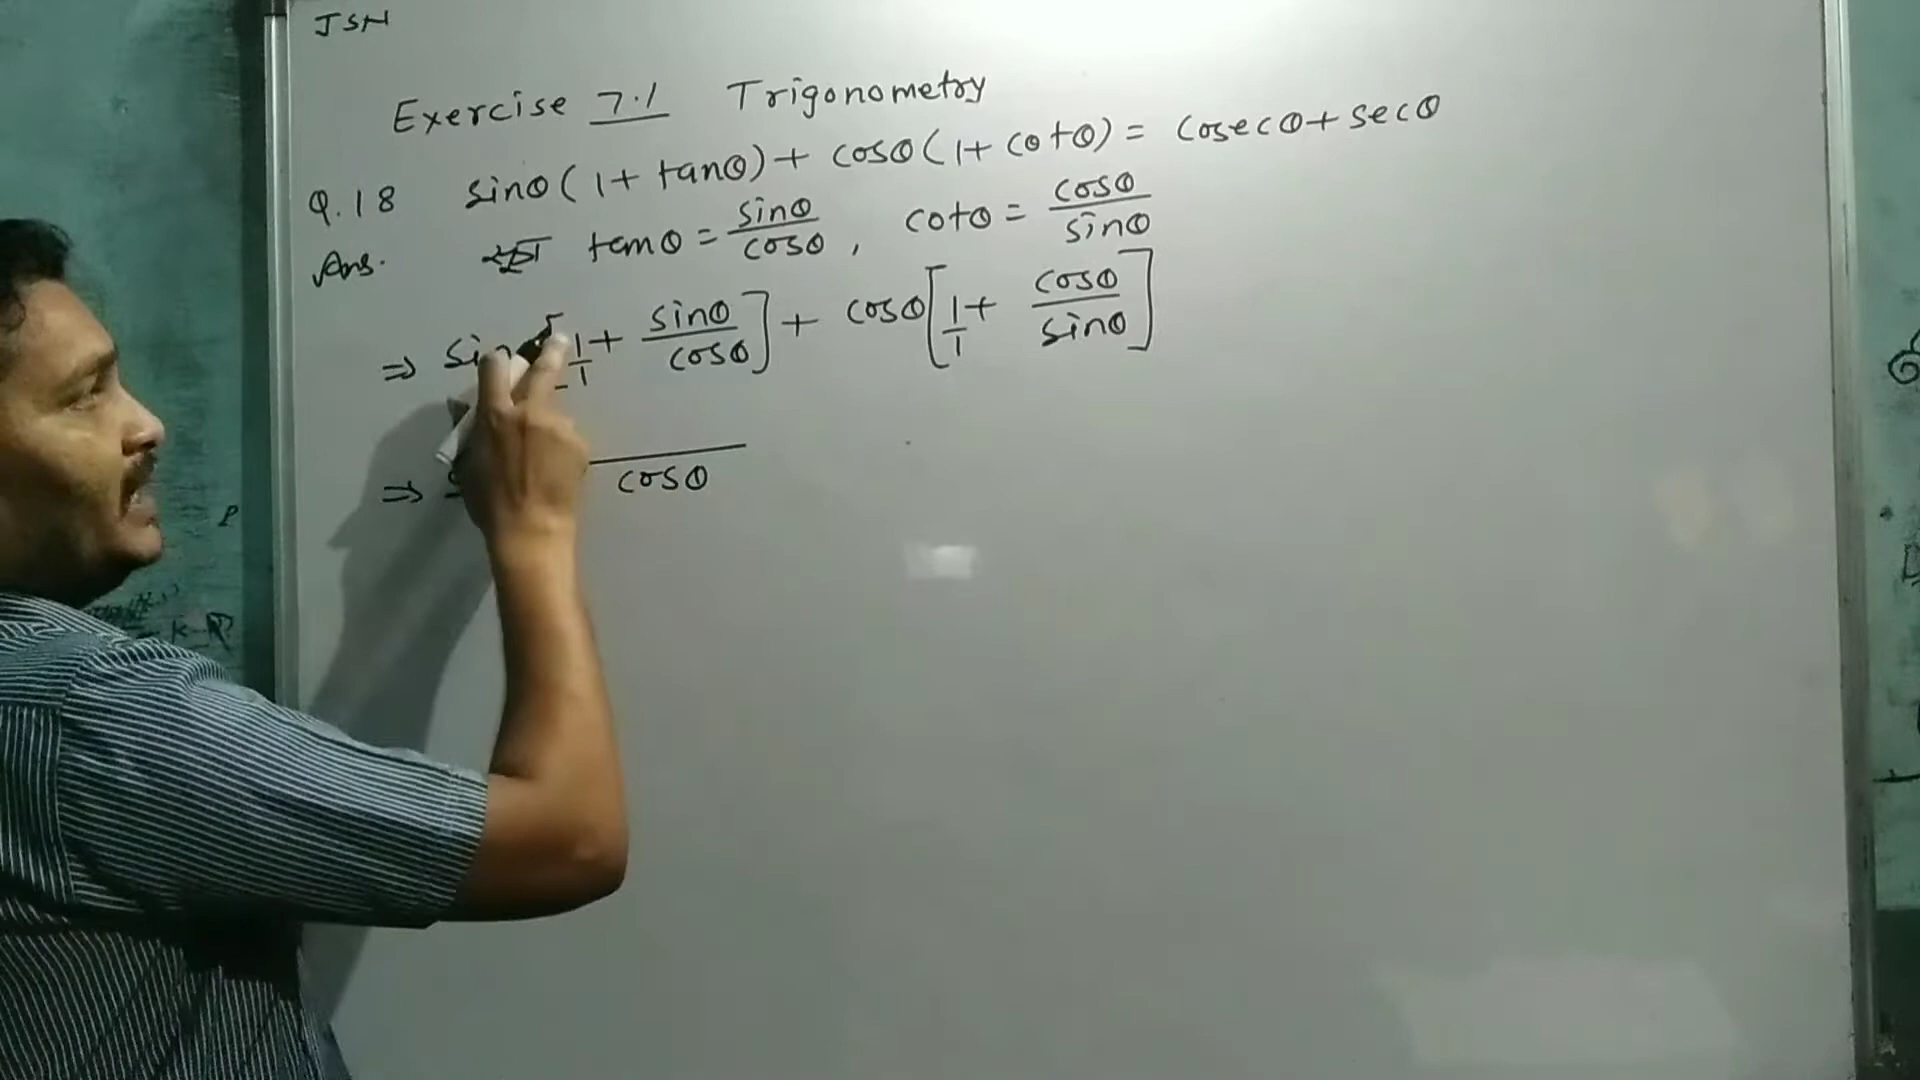 JSN
Exercise 7.1 Trigonometry
Q.18 sinθ(1+ tanθ)+ cosθ(1+ cotθ)= cosecθ+secθ
Ans. tanθ = sinθ/cosθ , cotθ = cosθ/sinθ
⇒ sin [1/1 + sinθ/cosθ] + cosθ[1/1 + cosθ/sinθ]
⇒ cosθ
P
K-R